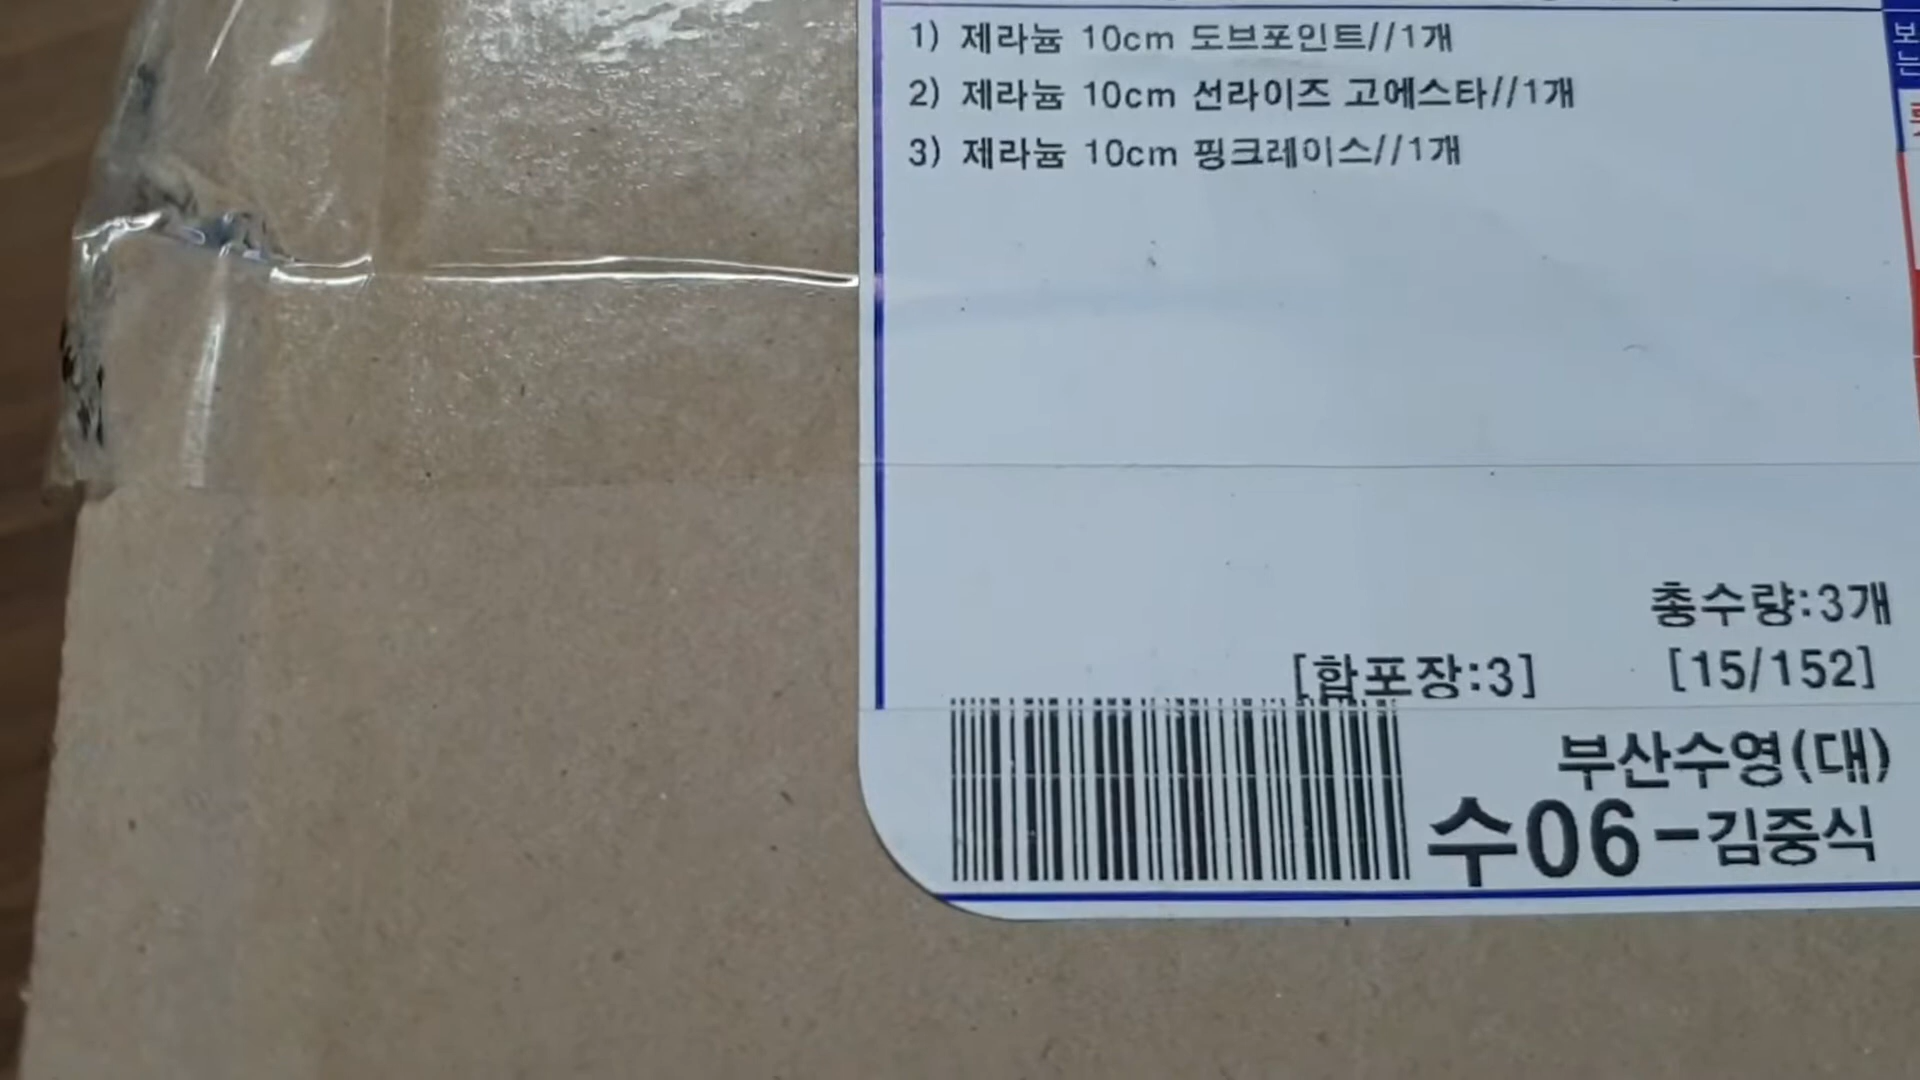 1) 제라늄 10cm 도브포인트//1개
2) 제라늄 10cm 선라이즈 고에스타//1개
3) 제라늄 10cm 핑크레이스//1개
총수량:3개
[합포장:3] [15/152]
부산수영(대)
수06-김중식